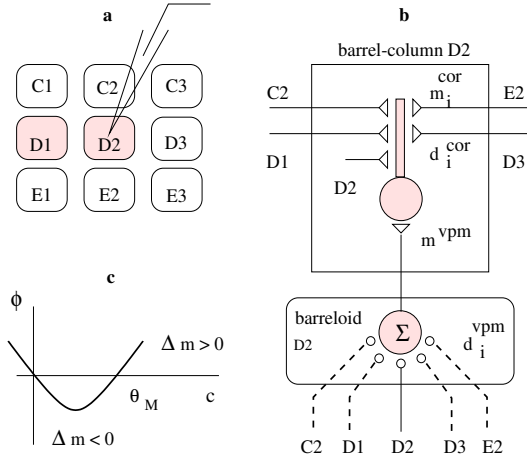 a
C1 C2 C3
D1 D2 D3
E1 E2 E3
b
barrel-column D2
C2 m i cor E2
D1 d i cor D3
D2
m vpm
barreloid
D2
Σ
d i vpm
C2 D1 D2 D3 E2
c
ϕ
Δ m > 0
θ M c
Δ m < 0